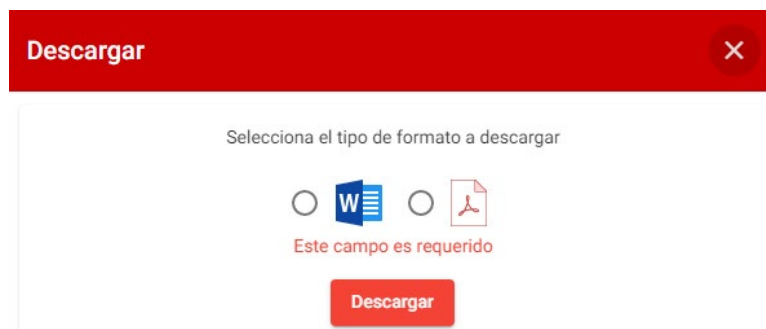 Descargar
Selecciona el tipo de formato a descargar
W
Este campo es requerido
Descargar